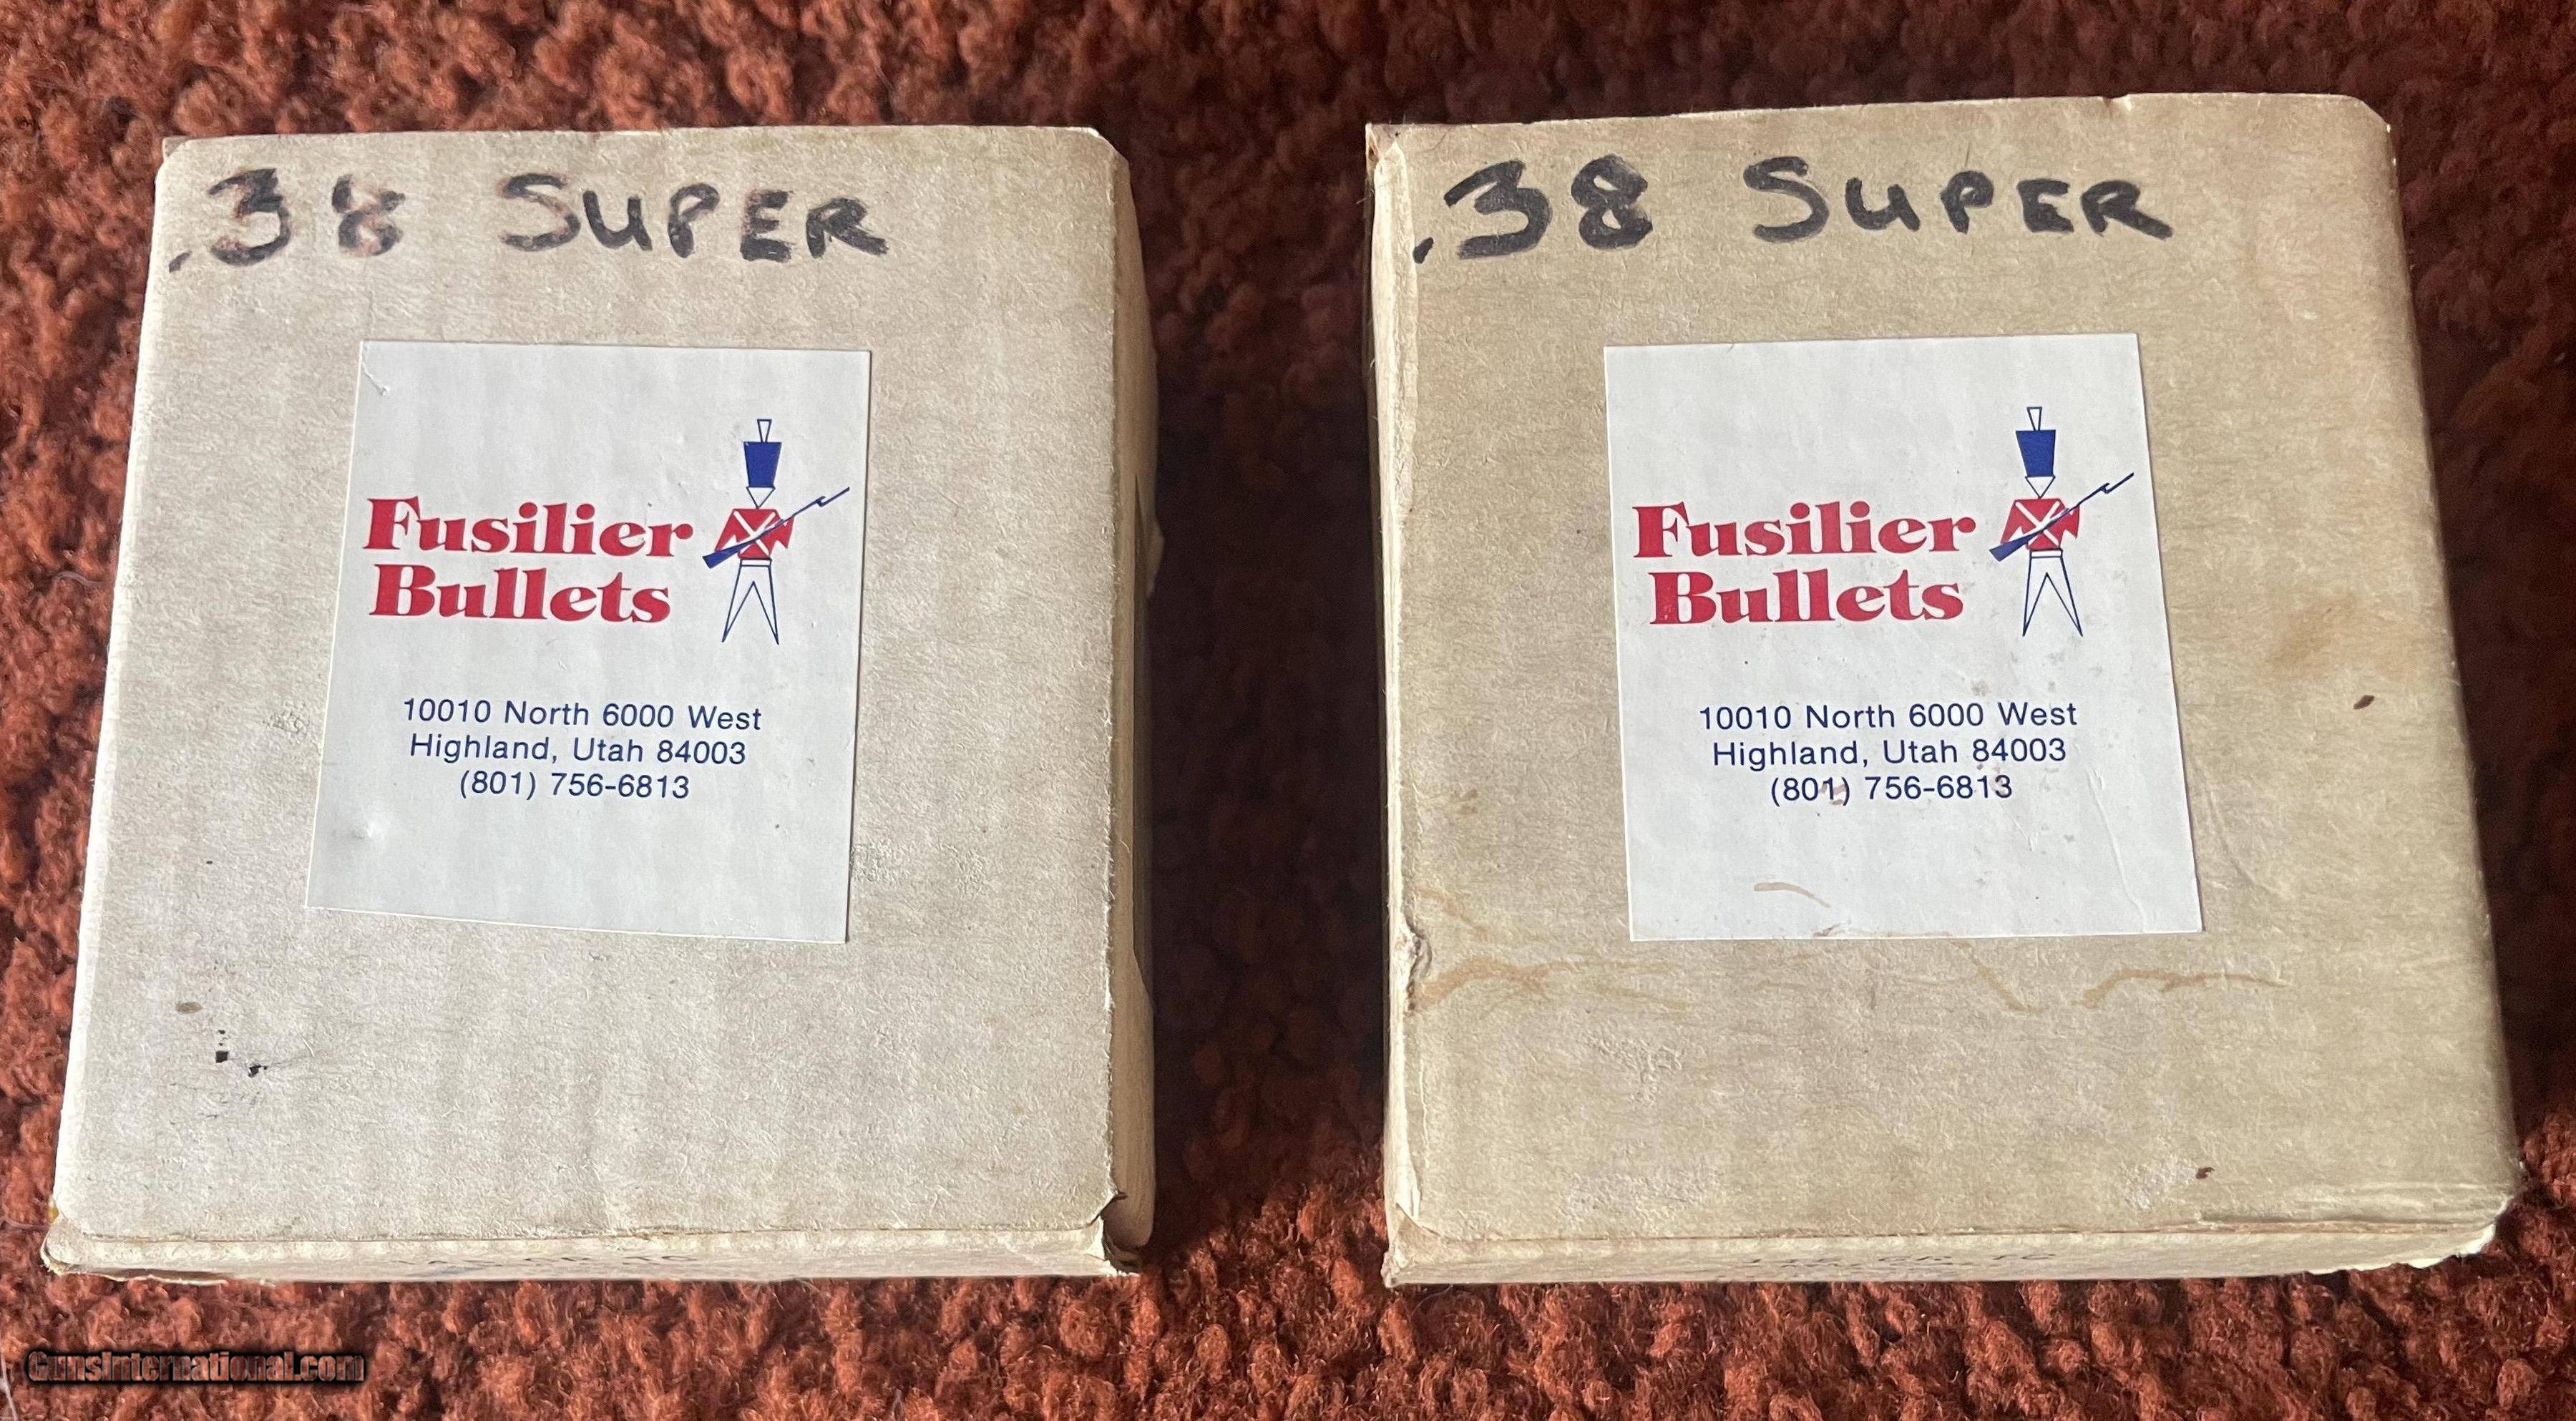 .38 SUPER
Fusilier
Bullets
10010 North 6000 West
Highland, Utah 84003
(801) 756-6813
.38 SUPER
Fusilier
Bullets
10010 North 6000 West
Highland, Utah 84003
(801) 756-6813
GunsInternational.com